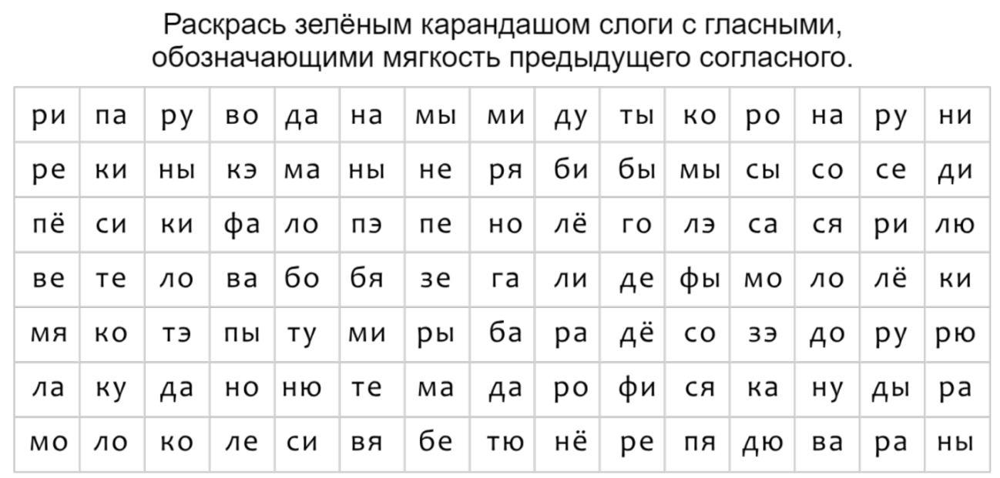 Раскрась зелёным карандашом слоги с гласными,
обозначающими мягкость предыдущего согласного.
ри па ру во да на мы ми ду ты ко ро на ру ни
ре ки ны кэ ма ны не ря би бы мы сы со се ди
пё си ки фа ло пэ пе но лё го лэ са ся ри лю
ве те ло ва бо бя зе га ли де фы мо ло лё ки
мя ко тэ пы ту ми ры ба ра дё со зэ до ру рю
ла ку да но ню те ма да ро фи ся ка ну ды ра
мо ло ко ле си вя бе тю нё ре пя дю ва ра ны